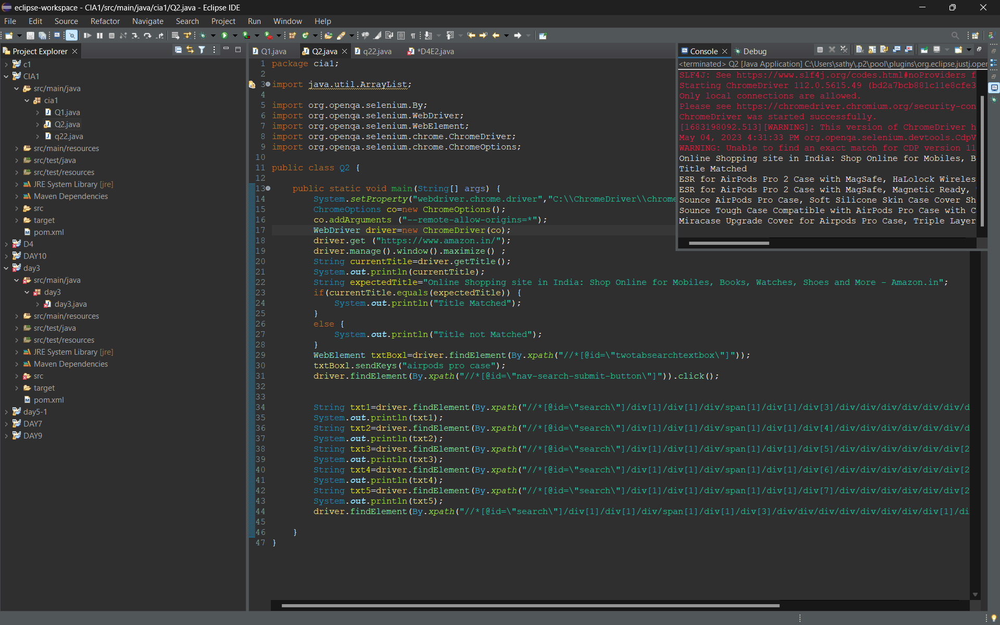 eclipse-workspace - CIA1/src/main/java/cia1/Q2.java - Eclipse IDE
File Edit Source Refactor Navigate Search Project Run Window Help
Project Explorer
c1
CIA1
src/main/java
cia1
Q1.java
Q2.java
q22.java
src/main/resources
src/test/java
src/test/resources
JRE System Library [jre]
Maven Dependencies
src
target
pom.xml
D4
DAY10
day3
src/main/java
day3
day3.java
src/main/resources
src/test/java
src/test/resources
JRE System Library [jre]
Maven Dependencies
src
target
pom.xml
day5-1
DAY7
DAY9
Q1.java Q2.java q22.java *D4E2.java
1 package cia1;
2
3 import java.util.ArrayList;
4
5 import org.openqa.selenium.By;
6 import org.openqa.selenium.WebDriver;
7 import org.openqa.selenium.WebElement;
8 import org.openqa.selenium.chrome.ChromeDriver;
9 import org.openqa.selenium.chrome.ChromeOptions;
10
11 public class Q2 {
12
13 public static void main(String[] args) {
14 System.setProperty("webdriver.chrome.driver","C:\\ChromeDriver\\chrome
15 ChromeOptions co=new ChromeOptions();
16 co.addArguments ("--remote-allow-origins=*");
17 WebDriver driver=new ChromeDriver(co);
18 driver.get ("https://www.amazon.in/");
19 driver.manage().window().maximize() ;
20 String currentTitle=driver.getTitle();
21 System.out.println(currentTitle);
22 String expectedTitle="Online Shopping site in India: Shop Online for Mobiles, Books, Watches, Shoes and More - Amazon.in";
23 if(currentTitle.equals(expectedTitle)) {
24 System.out.println("Title Matched");
25 }
26 else {
27 System.out.println("Title not Matched");
28 }
29 WebElement txtBoxl=driver.findElement(By.xpath("//*[@id=\"twotabsearchtextbox\"]"));
30 txtBoxl.sendKeys("airpods pro case");
31 driver.findElement(By.xpath("//*[@id=\"nav-search-submit-button\"]")).click();
32
33
34 String txt1=driver.findElement(By.xpath("//*[@id=\"search\"]/div[1]/div[1]/div/span[1]/div[1]/div[3]/div/div/div/div/div/d
35 System.out.println(txt1);
36 String txt2=driver.findElement(By.xpath("//*[@id=\"search\"]/div[1]/div[1]/div/span[1]/div[1]/div[4]/div/div/div/div/div/d
37 System.out.println(txt2);
38 String txt3=driver.findElement(By.xpath("//*[@id=\"search\"]/div[1]/div[1]/div/span[1]/div[1]/div[5]/div/div/div/div/div[2
39 System.out.println(txt3);
40 String txt4=driver.findElement(By.xpath("//*[@id=\"search\"]/div[1]/div[1]/div/span[1]/div[1]/div[6]/div/div/div/div/div[2
41 System.out.println(txt4);
42 String txt5=driver.findElement(By.xpath("//*[@id=\"search\"]/div[1]/div[1]/div/span[1]/div[1]/div[7]/div/div/div/div/div[2
43 System.out.println(txt5);
44 driver.findElement(By.xpath("//*[@id=\"search\"]/div[1]/div[1]/div/span[1]/div[1]/div[3]/div/div/div/div/div/div/div[1]/di
45
46 }
47 }
Console Debug
<terminated> Q2 [Java Application] C:\Users\sathy\.p2\pool\plugins\org.eclipse.justj.oper
SLF4J: See https://www.slf4j.org/codes.html#noProviders f
Starting ChromeDriver 112.0.5615.49 (bd2a7bcb881c11e8cfe3
Only local connections are allowed.
Please see https://chromedriver.chromium.org/security-con
ChromeDriver was started successfully.
[1683198092.513][WARNING]: This version of ChromeDriver h
May 04, 2023 4:31:33 PM org.openqa.selenium.devtools.CdpV
WARNING: Unable to find an exact match for CDP version 11
Online Shopping site in India: Shop Online for Mobiles, B
Title Matched
ESR for AirPods Pro 2 Case with MagSafe, HaLolock Wireles
ESR for AirPods Pro 2 Case with MagSafe, Magnetic Ready,
Sounce AirPods Pro Case, Soft Silicone Skin Case Cover Sh
Sounce Tough Case Compatible with AirPods Pro Case with C
Miracase Upgrade Cover for Airpods Pro Case, Triple Layer